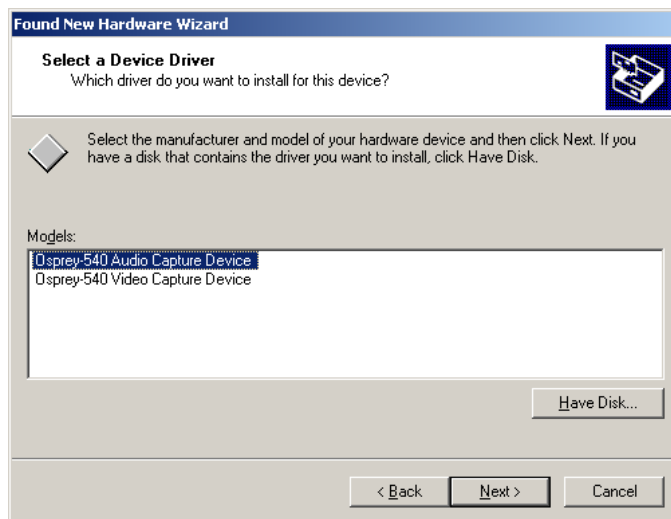 Found New Hardware Wizard
Select a Device Driver
Which driver do you want to install for this device?
Select the manufacturer and model of your hardware device and then click Next. If you
have a disk that contains the driver you want to install, click Have Disk.
Models:
Osprey-540 Audio Capture Device
Osprey-540 Video Capture Device
Have Disk...
< Back Next > Cancel